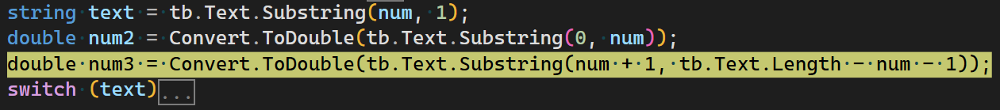 string text = tb.Text.Substring(num, 1);
double num2 = Convert.ToDouble(tb.Text.Substring(0, num));
double num3 = Convert.ToDouble(tb.Text.Substring(num + 1, tb.Text.Length - num - 1));
switch (text)...